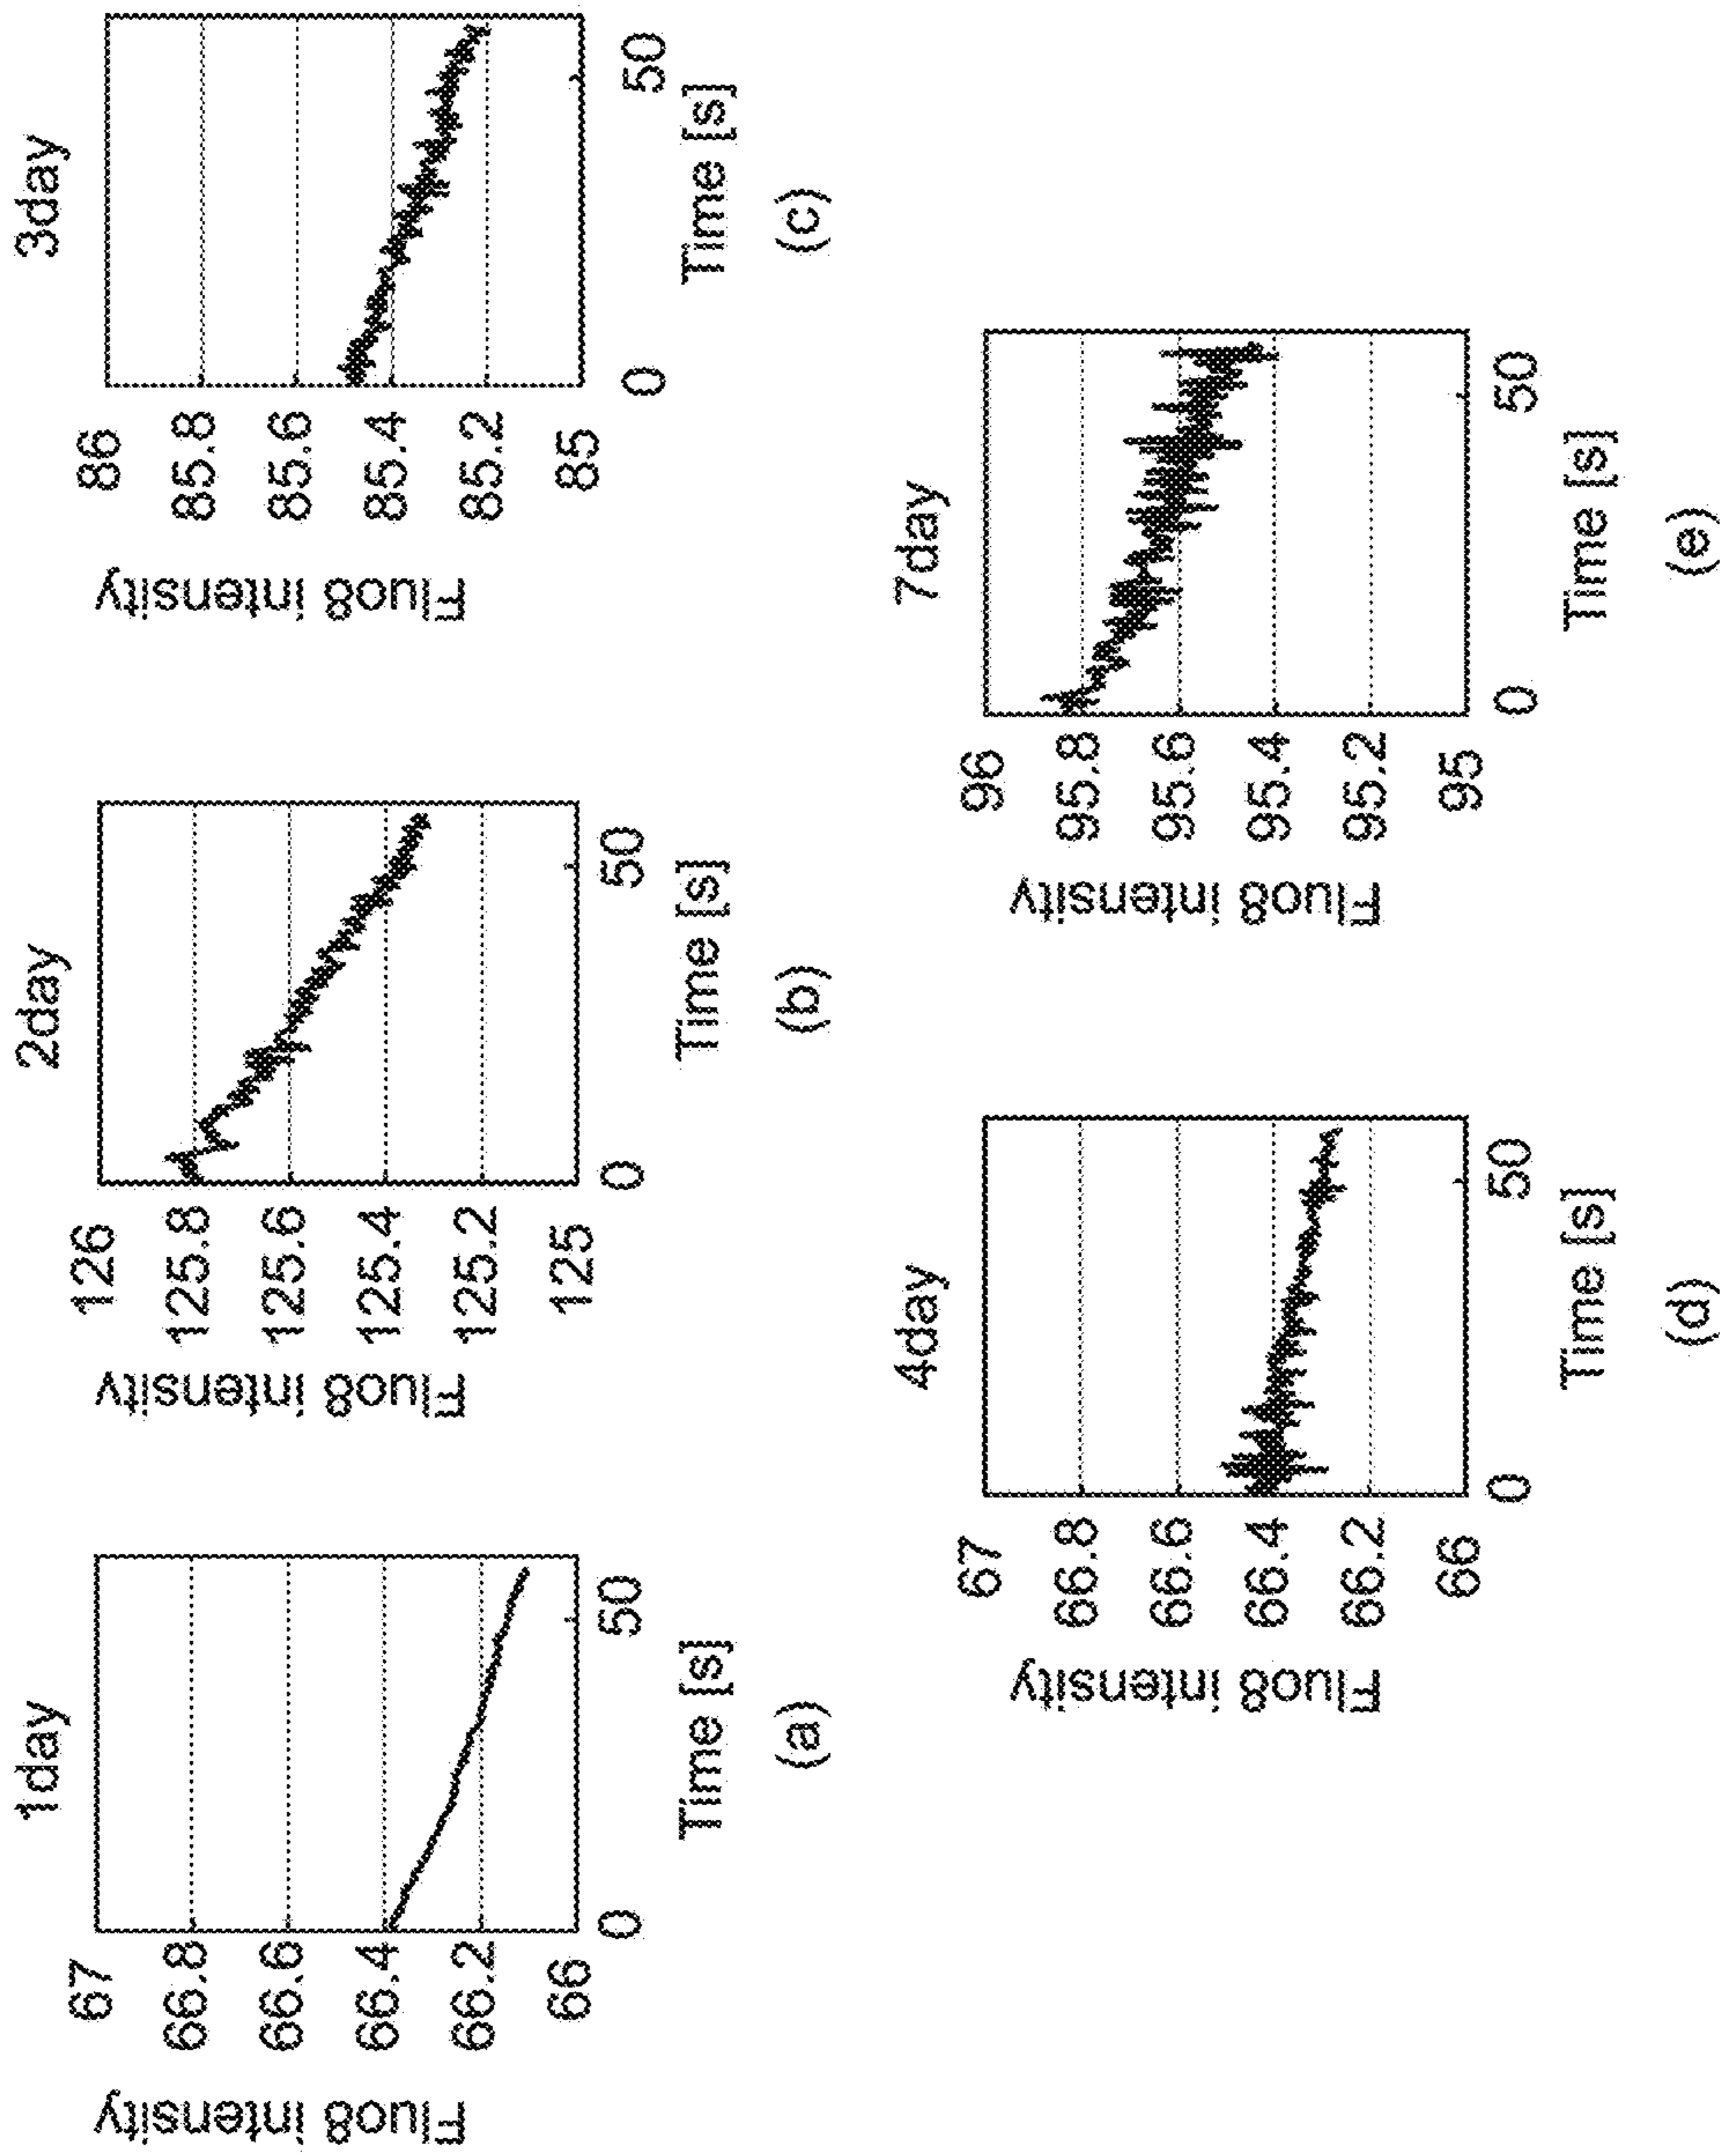 1day
Fluo8 intensity
67
66.8
66.6
66.4
66.2
66
0
50
Time [s]
(a)
2day
Fluo8 intensity
126
125.8
125.6
125.4
125.2
125
0
50
Time [s]
(b)
3day
Fluo8 intensity
86
85.8
85.6
85.4
85.2
85
0
50
Time [s]
(c)
4day
Fluo8 intensity
67
66.8
66.6
66.4
66.2
66
0
50
Time [s]
(d)
7day
Fluo8 intensity
96
95.8
95.6
95.4
95.2
95
0
50
Time [s]
(e)